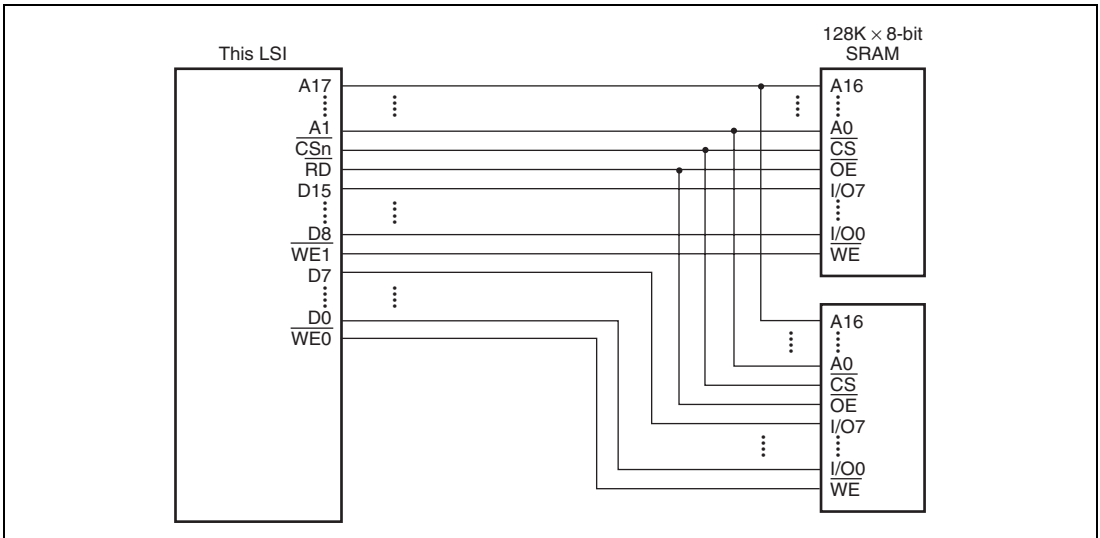 This LSI
A17
A1
CSn
RD
D15
D8
WE1
D7
D0
WE0
128K × 8-bit
SRAM
A16
A0
CS
OE
I/O7
I/O0
WE
A16
A0
CS
OE
I/O7
I/O0
WE